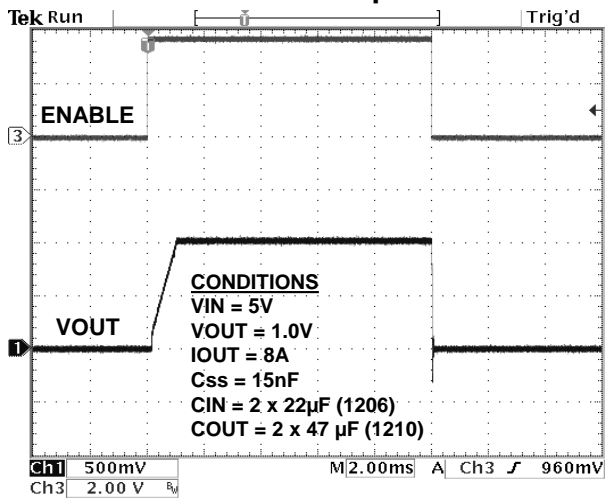 Tek Run
Trig'd
T
ENABLE
3
CONDITIONS
VIN = 5V
VOUT
VOUT = 1.0V
1
IOUT = 8A
Css = 15nF
CIN = 2 x 22µF (1206)
COUT = 2 x 47 µF (1210)
Ch1 500mV M 2.00ms A Ch3 960mV
Ch3 2.00 V BW